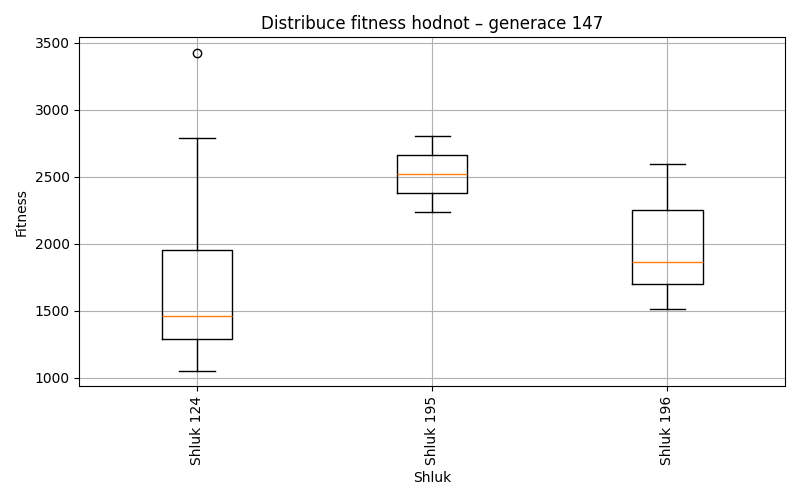 Distribuce fitness hodnot – generace 147
Fitness
3500
3000
2500
2000
1500
1000
Shluk 124
Shluk 195
Shluk 196
Shluk